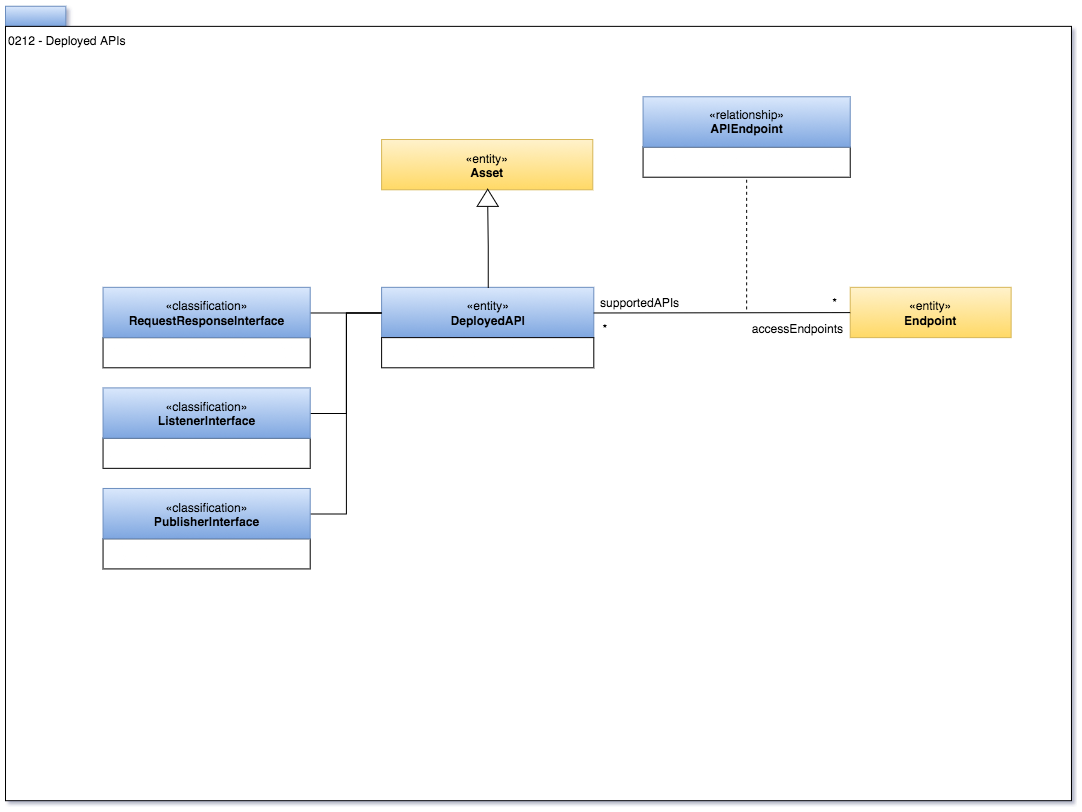 0212 - Deployed APIs
«relationship»
APIEndpoint
«entity»
Asset
«classification»
RequestResponseInterface
«entity»
DeployedAPI
supportedAPIs
*
*
accessEndpoints
«entity»
Endpoint
«classification»
ListenerInterface
«classification»
PublisherInterface